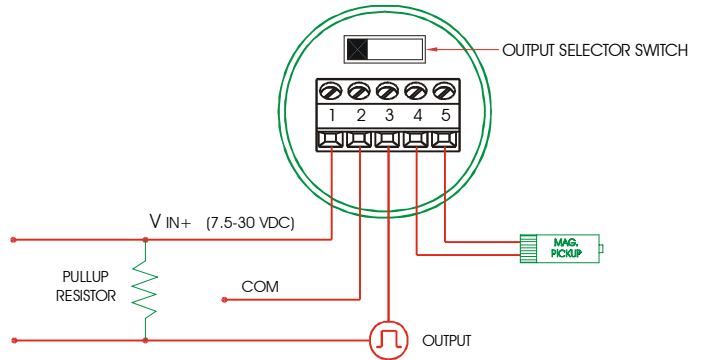 OUTPUT SELECTOR SWITCH
1 2 3 4 5
V IN+ (7.5-30 VDC)
MAG.
PICKUP
PULLUP
RESISTOR
COM
OUTPUT